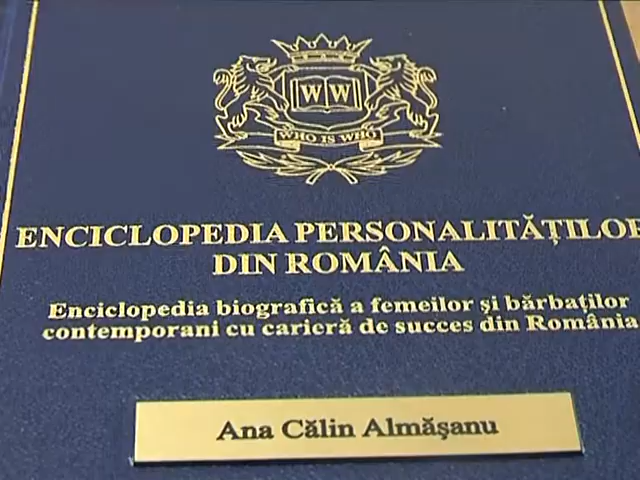 W W
WHO IS WHO
ENCICLOPEDIA PERSONALITĂȚILOR
DIN ROMÂNIA
Enciclopedia biografică a femeilor și bărbaților
contemporani cu carieră de succes din România
Ana Călin Almășanu